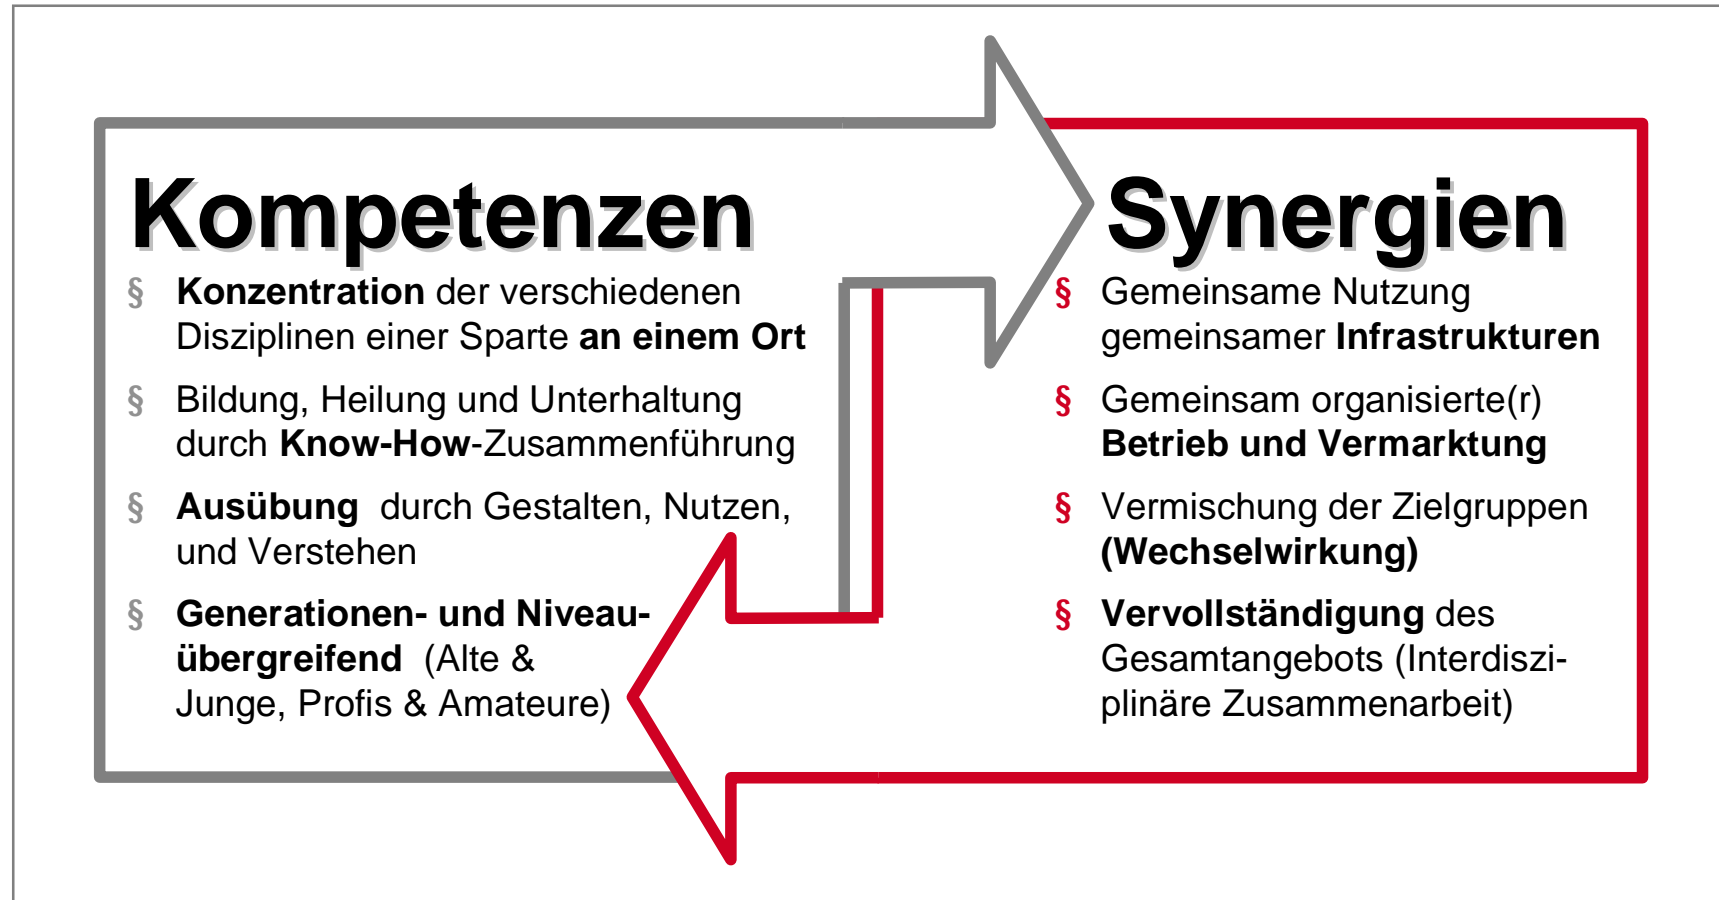 Kompetenzen
§ Konzentration der verschiedenen
Disziplinen einer Sparte an einem Ort
§ Bildung, Heilung und Unterhaltung
durch Know-How-Zusammenführung
§ Ausübung durch Gestalten, Nutzen,
und Verstehen
§ Generationen- und Niveau-
übergreifend (Alte &
Junge, Profis & Amateure)
Synergien
§ Gemeinsame Nutzung
gemeinsamer Infrastrukturen
§ Gemeinsam organisierte(r)
Betrieb und Vermarktung
§ Vermischung der Zielgruppen
(Wechselwirkung)
§ Vervollständigung des
Gesamtangebots (Interdiszi-
plinäre Zusammenarbeit)